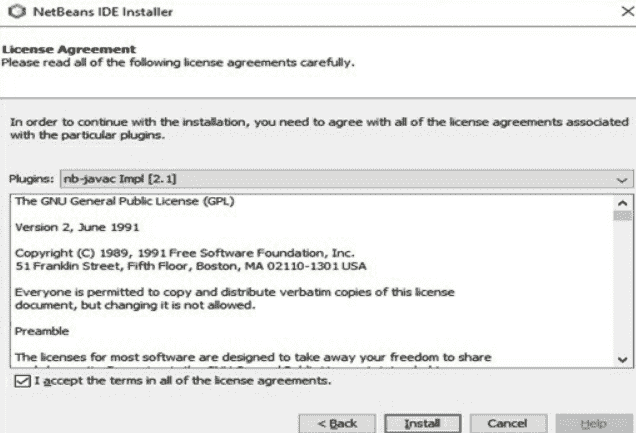 NetBeans IDE Installer
License Agreement
Please read all of the following license agreements carefully.
In order to continue with the installation, you need to agree with all of the license agreements associated
with the particular plugins.
Plugins: nb-javac Impl [2.1]
The GNU General Public License (GPL)
Version 2, June 1991
Copyright (C) 1989, 1991 Free Software Foundation, Inc.
51 Franklin Street, Fifth Floor, Boston, MA 02110-1301 USA
Everyone is permitted to copy and distribute verbatim copies of this license
document, but changing it is not allowed.
Preamble
The licenses for most software are designed to take away your freedom to share
I accept the terms in all of the license agreements.
< Back Install Cancel Help